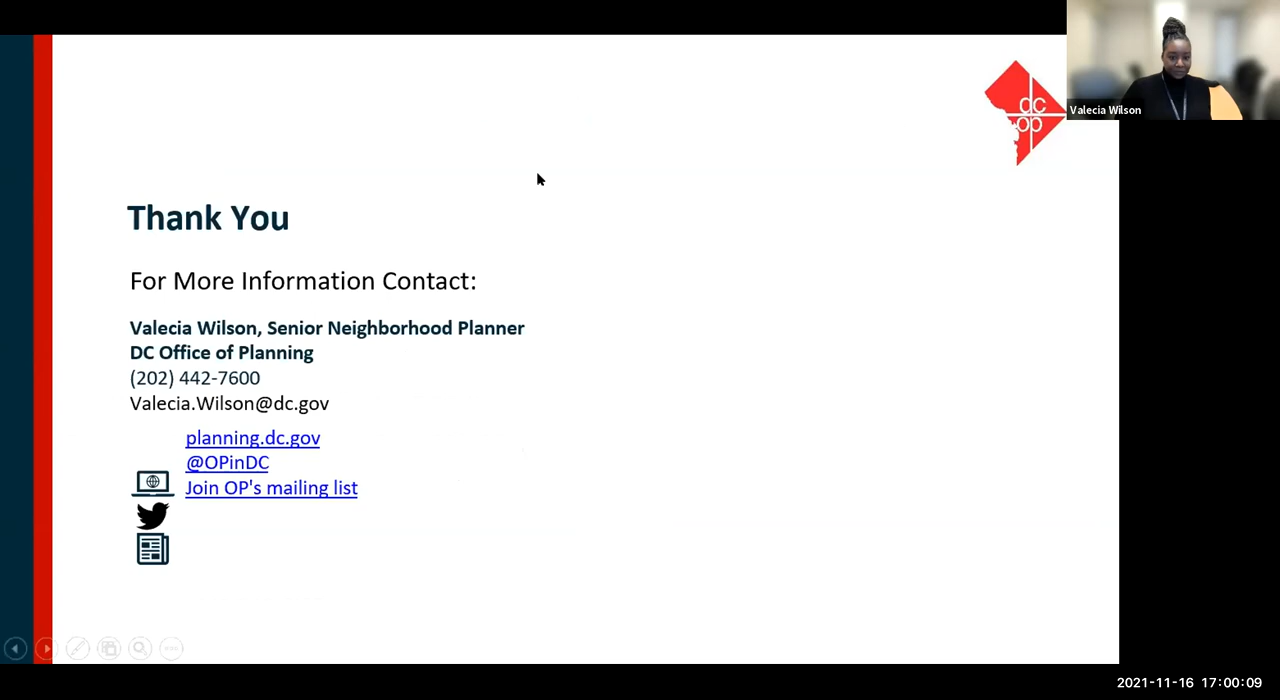 dc
op
Valecia Wilson
Thank You
For More Information Contact:
Valecia Wilson, Senior Neighborhood Planner
DC Office of Planning
(202) 442-7600
Valecia.Wilson@dc.gov
planning.dc.gov
@OPinDC
Join OP's mailing list
2021-11-16 17:00:09